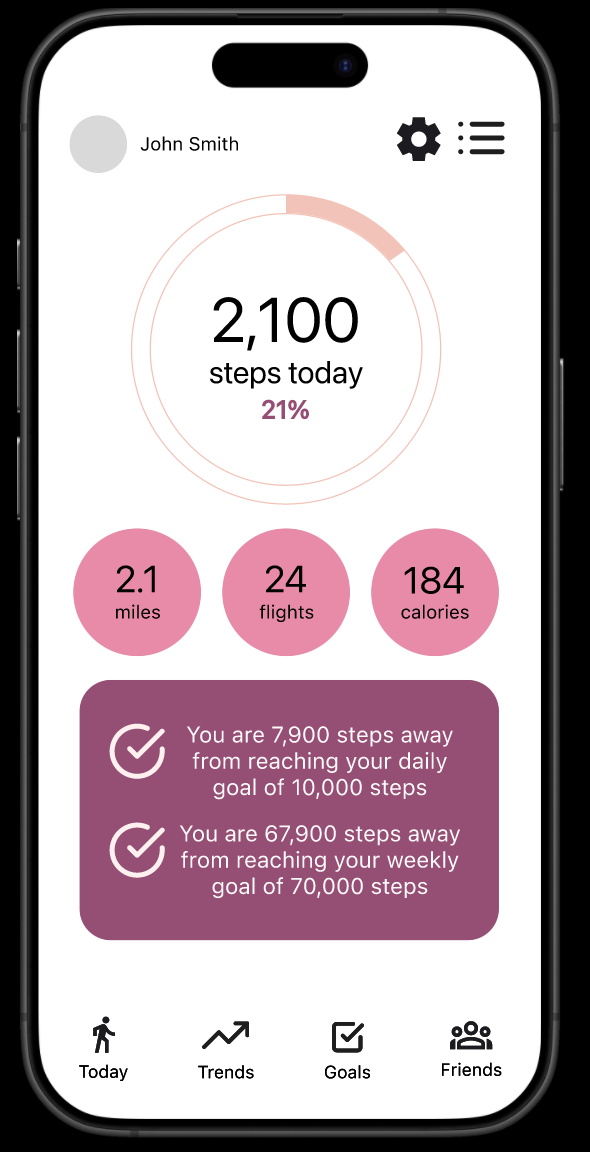 John Smith
2,100
steps today
21%
2.1
miles
24
flights
184
calories
You are 7,900 steps away
from reaching your daily
goal of 10,000 steps
You are 67,900 steps away
from reaching your weekly
goal of 70,000 steps
Today
Trends
Goals
Friends